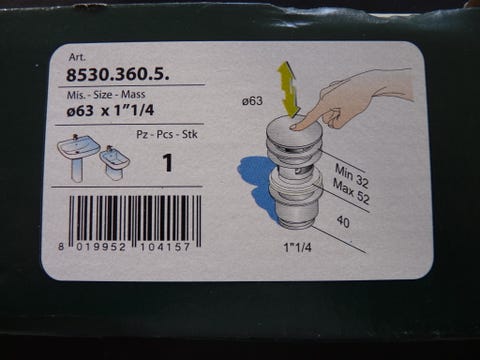 Art.
8530.360.5.
Mis. - Size - Mass
ø63 x 1"1/4
Pz - Pcs - Stk
1
8 019952 104157
ø63
Min 32
Max 52
40
1"1/4